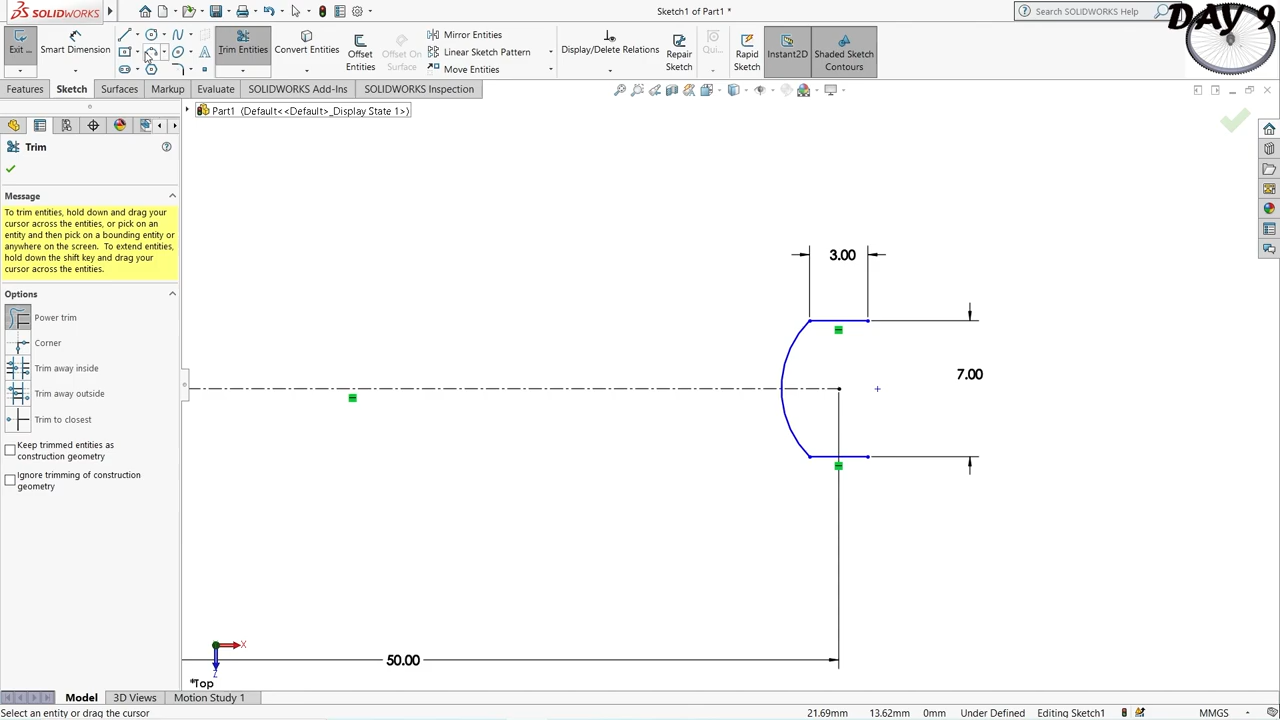 SOLIDWORKS
Sketch1 of Part1 *
Search SOLIDWORKS Help
DAY 9
Exit ...
Smart Dimension
Trim Entities
Convert Entities
Offset Entities
Offset On Surface
Mirror Entities
Linear Sketch Pattern
Move Entities
Display/Delete Relations
Repair Sketch
Qui...
Rapid Sketch
Instant2D
Shaded Sketch Contours
Features
Sketch
Surfaces
Markup
Evaluate
SOLIDWORKS Add-Ins
SOLIDWORKS Inspection
Part1 (Default<<Default>_Display State 1>)
Trim
Message
To trim entities, hold down and drag your
cursor across the entities, or pick on an
entity and then pick on a bounding entity or
anywhere on the screen. To extend entities,
hold down the shift key and drag your
cursor across the entities.
Options
Power trim
Corner
Trim away inside
Trim away outside
Trim to closest
Keep trimmed entities as
construction geometry
Ignore trimming of construction
geometry
3.00
7.00
50.00
X
Z
*Top
Model
3D Views
Motion Study 1
Select an entity or drag the cursor
21.69mm
13.62mm
0mm
Under Defined
Editing Sketch1
MMGS